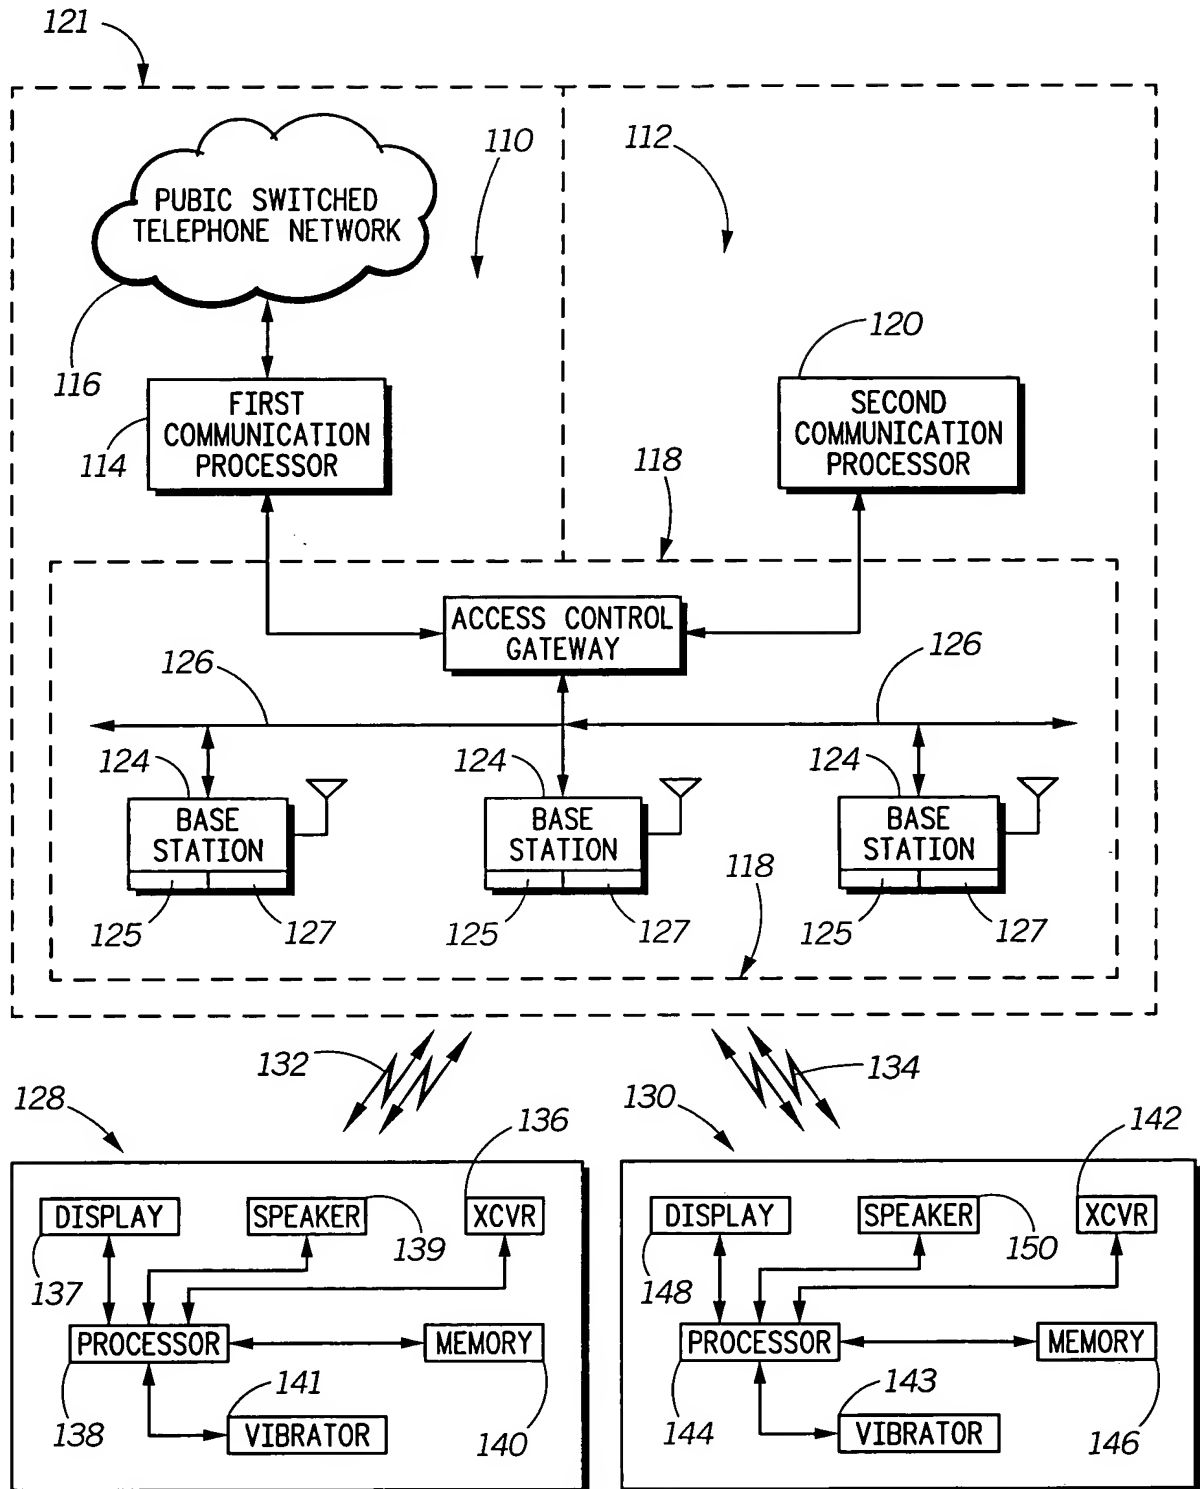 121
110
112
PUBIC SWITCHED
TELEPHONE NETWORK
116
120
FIRST
COMMUNICATION
PROCESSOR
114
SECOND
COMMUNICATION
PROCESSOR
118
ACCESS CONTROL
GATEWAY
126
126
124
124
124
BASE
STATION
BASE
STATION
BASE
STATION
118
125
127
125
127
125
127
132
134
128
136
130
142
DISPLAY
SPEAKER
XCVR
139
137
PROCESSOR
MEMORY
138
141
VIBRATOR
140
DISPLAY
SPEAKER
XCVR
150
148
PROCESSOR
MEMORY
144
143
VIBRATOR
146